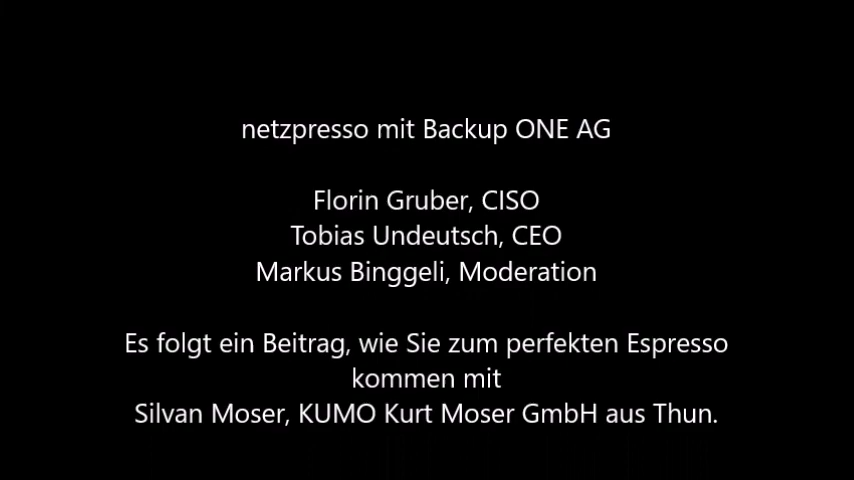 netzpresso mit Backup ONE AG
Florin Gruber, CISO
Tobias Undeutsch, CEO
Markus Binggeli, Moderation
Es folgt ein Beitrag, wie Sie zum perfekten Espresso
kommen mit
Silvan Moser, KUMO Kurt Moser GmbH aus Thun.